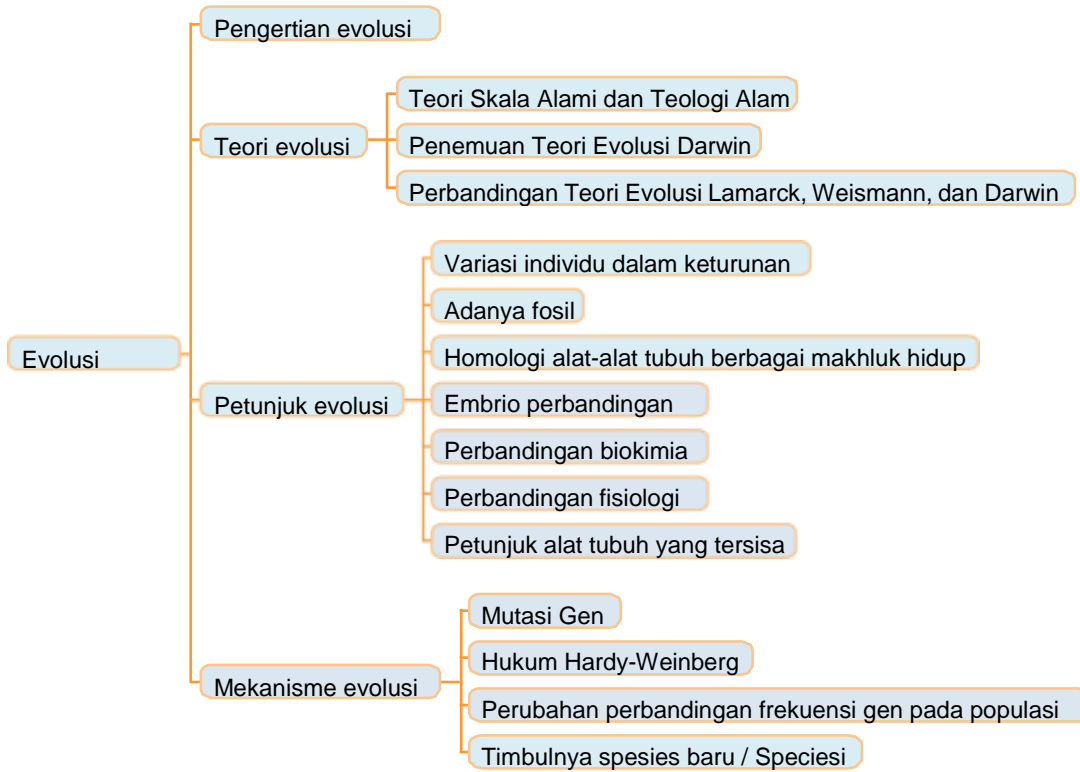 Pengertian evolusi
Teori Skala Alami dan Teologi Alam
Teori evolusi
Penemuan Teori Evolusi Darwin
Perbandingan Teori Evolusi Lamarck, Weismann, dan Darwin
Variasi individu dalam keturunan
Adanya fosil
Homologi alat-alat tubuh berbagai makhluk hidup
Evolusi
Petunjuk evolusi
Embrio perbandingan
Perbandingan biokimia
Perbandingan fisiologi
Petunjuk alat tubuh yang tersisa
Mutasi Gen
Hukum Hardy-Weinberg
Mekanisme evolusi
Perubahan perbandingan frekuensi gen pada populasi
Timbulnya spesies baru / Speciesi